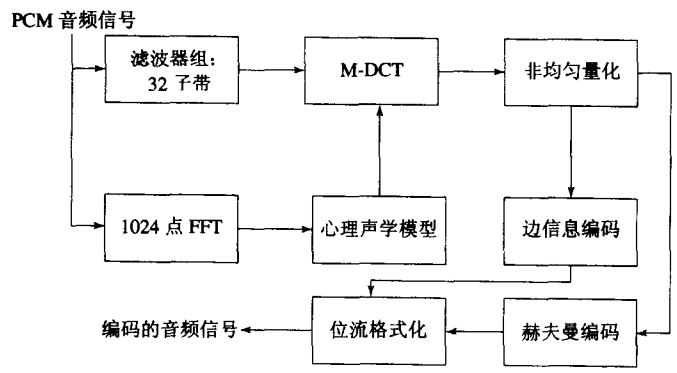 PCM 音频信号
滤波器组：
32 子带
M-DCT
非均匀量化
1024 点 FFT
心理声学模型
边信息编码
编码的音频信号
位流格式化
赫夫曼编码